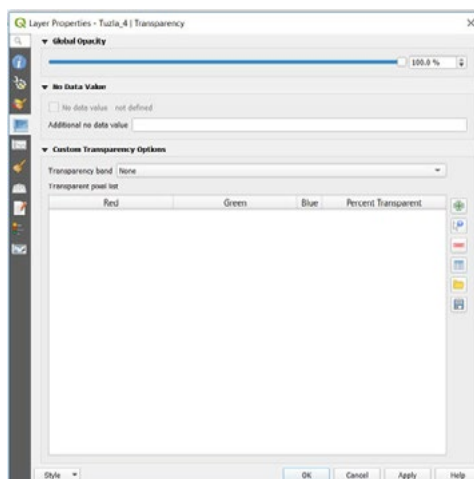 Layer Properties - Tuzla_4 | Transparency
Global Opacity
100.0 %
No Data Value
No data value not defined
Additional no data value
Custom Transparency Options
Transparency band None
Transparent pixel list
Red Green Blue Percent Transparent
Style OK Cancel Apply Help